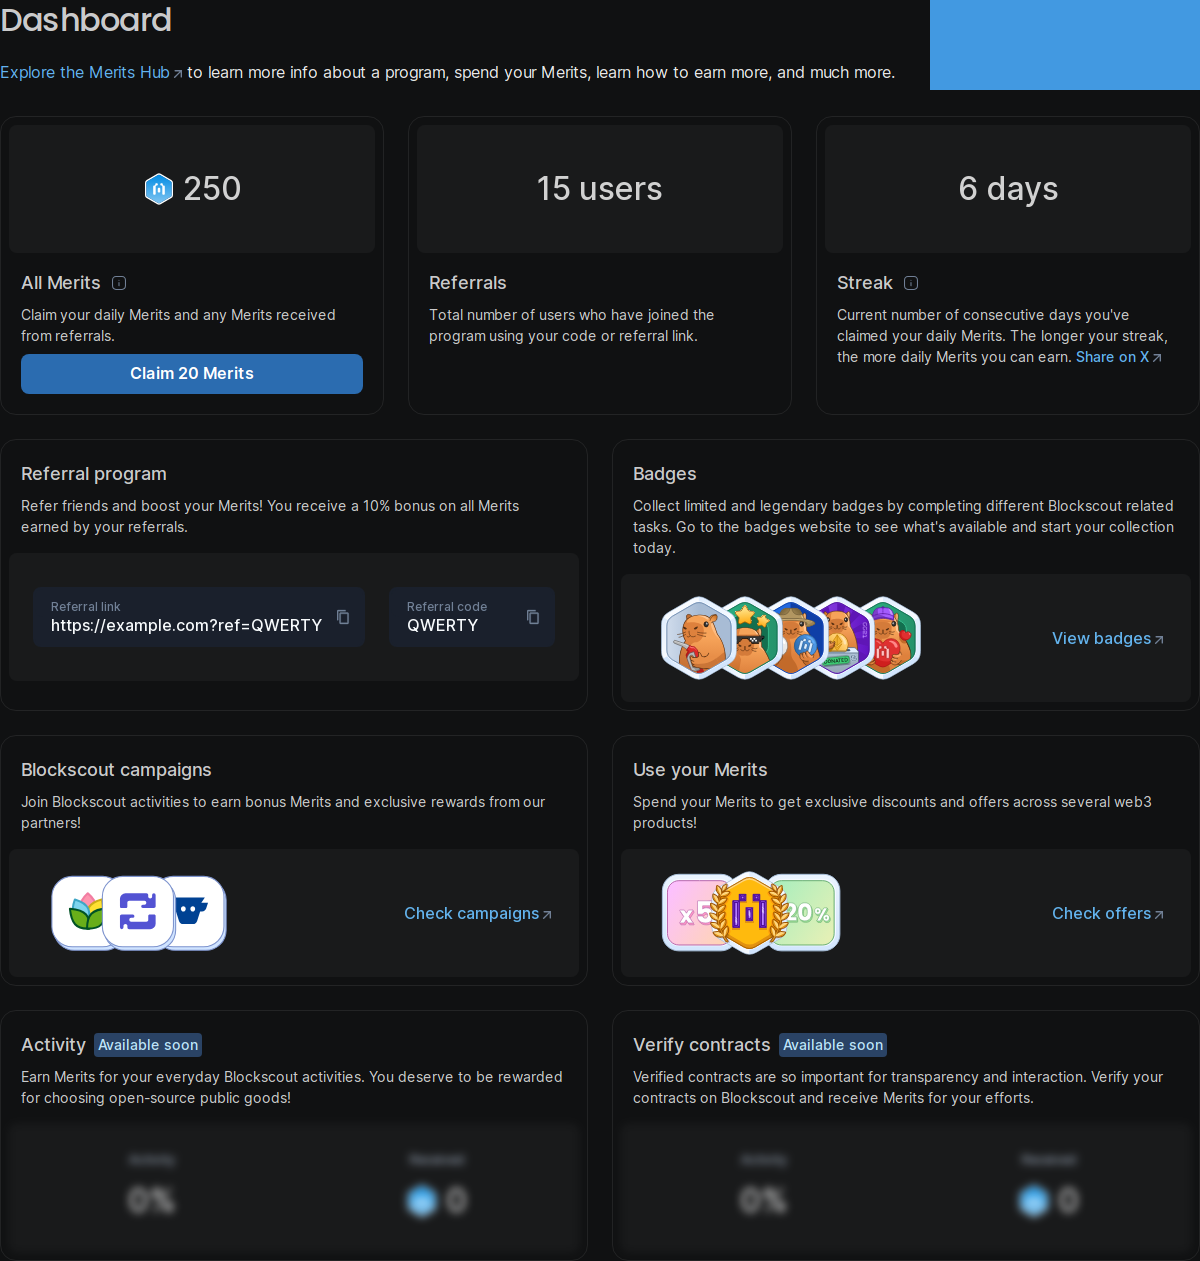 Dashboard
Explore the Merits Hub to learn more info about a program, spend your Merits, learn how to earn more, and much more.
250
15 users
6 days
All Merits
Claim your daily Merits and any Merits received
from referrals.
Claim 20 Merits
Referrals
Total number of users who have joined the
program using your code or referral link.
Streak
Current number of consecutive days you've
claimed your daily Merits. The longer your streak,
the more daily Merits you can earn. Share on X
Referral program
Refer friends and boost your Merits! You receive a 10% bonus on all Merits
earned by your referrals.
Referral link
https://example.com?ref=QWERTY
Referral code
QWERTY
Badges
Collect limited and legendary badges by completing different Blockscout related
tasks. Go to the badges website to see what's available and start your collection
today.
View badges
Blockscout campaigns
Join Blockscout activities to earn bonus Merits and exclusive rewards from our
partners!
Check campaigns
Use your Merits
Spend your Merits to get exclusive discounts and offers across several web3
products!
x5
20%
Check offers
Activity
Available soon
Earn Merits for your everyday Blockscout activities. You deserve to be rewarded
for choosing open-source public goods!
Activity
Received
0%
0
Verify contracts
Available soon
Verified contracts are so important for transparency and interaction. Verify your
contracts on Blockscout and receive Merits for your efforts.
Activity
Received
0%
0